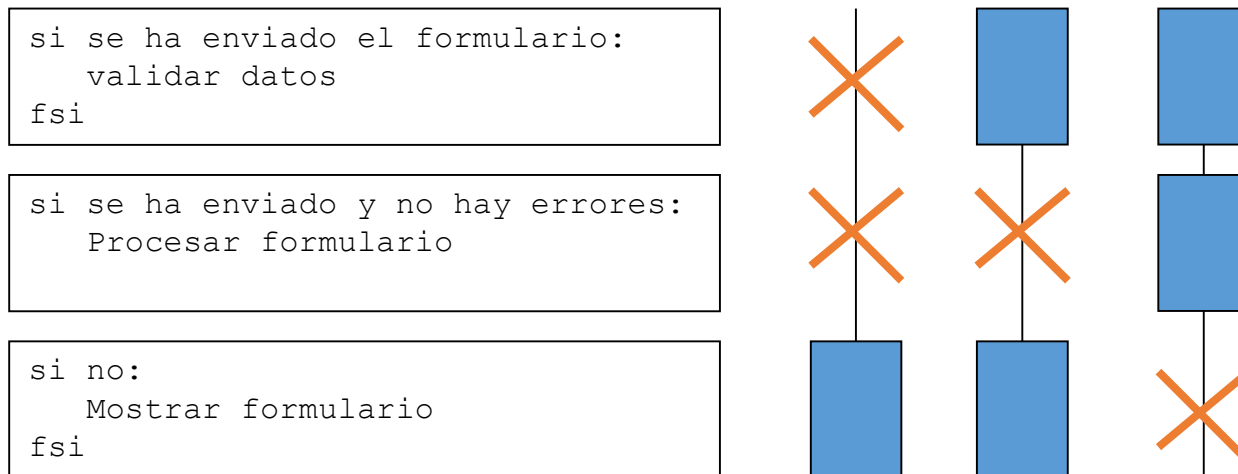 si se ha enviado el formulario:
validar datos
fsi
si se ha enviado y no hay errores:
Procesar formulario
si no:
Mostrar formulario
fsi